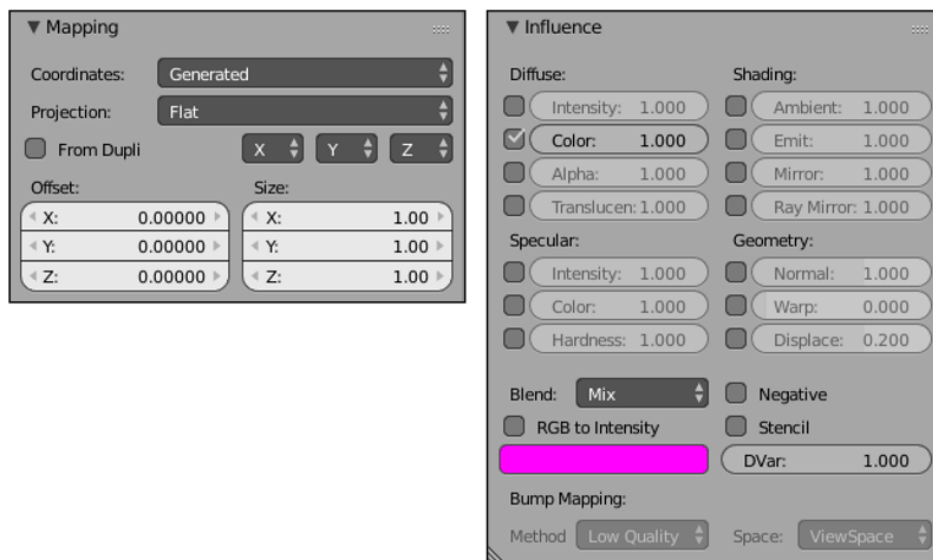 Mapping
Coordinates: Generated
Projection: Flat
From Dupli X Y Z
Offset: Size:
X: 0.00000 X: 1.00
Y: 0.00000 Y: 1.00
Z: 0.00000 Z: 1.00
Influence
Diffuse: Shading:
Intensity: 1.000 Ambient: 1.000
Color: 1.000 Emit: 1.000
Alpha: 1.000 Mirror: 1.000
Translucen: 1.000 Ray Mirror: 1.000
Specular: Geometry:
Intensity: 1.000 Normal: 1.000
Color: 1.000 Warp: 0.000
Hardness: 1.000 Displace: 0.200
Blend: Mix Negative
RGB to Intensity Stencil
DVar: 1.000
Bump Mapping:
Method Low Quality Space: ViewSpace